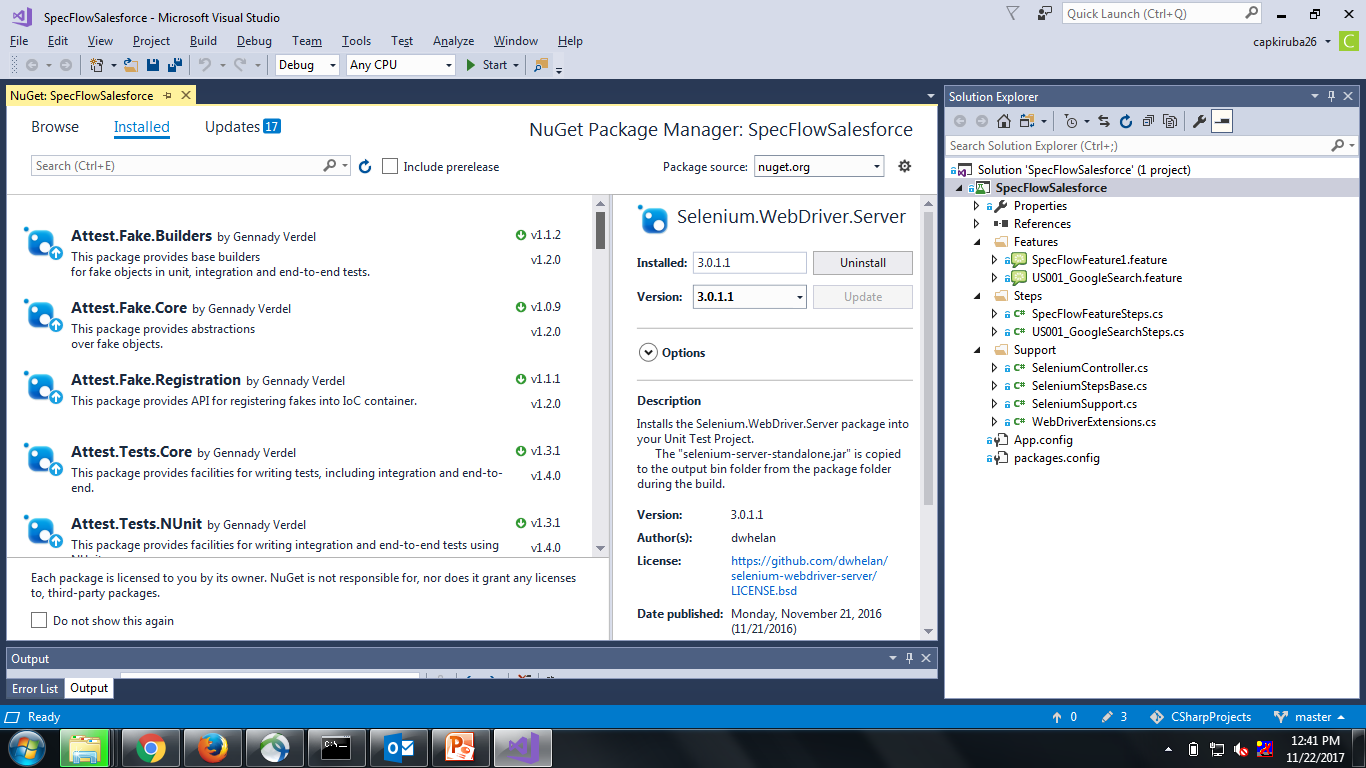 SpecFlowSalesforce - Microsoft Visual Studio
Quick Launch (Ctrl+Q)
File Edit View Project Build Debug Team Tools Test Analyze Window Help
capkiruba26
C
Debug Any CPU Start
NuGet: SpecFlowSalesforce
Browse Installed Updates 17
NuGet Package Manager: SpecFlowSalesforce
Search (Ctrl+E)
Include prerelease
Package source: nuget.org
Attest.Fake.Builders by Gennady Verdel v1.1.2
This package provides base builders v1.2.0
for fake objects in unit, integration and end-to-end tests.
Attest.Fake.Core by Gennady Verdel v1.0.9
This package provides abstractions v1.2.0
over fake objects.
Attest.Fake.Registration by Gennady Verdel v1.1.1
This package provides API for registering fakes into IoC container. v1.2.0
Attest.Tests.Core by Gennady Verdel v1.3.1
This package provides facilities for writing tests, including integration and end-to- v1.4.0
end.
Attest.Tests.NUnit by Gennady Verdel v1.3.1
This package provides facilities for writing integration and end-to-end tests using v1.4.0
Each package is licensed to you by its owner. NuGet is not responsible for, nor does it grant any licenses
to, third-party packages.
Do not show this again
Selenium.WebDriver.Server
Installed: 3.0.1.1 Uninstall
Version: 3.0.1.1 Update
Options
Description
Installs the Selenium.WebDriver.Server package into
your Unit Test Project.
The "selenium-server-standalone.jar" is copied
to the output bin folder from the package folder
during the build.
Version: 3.0.1.1
Author(s): dwhelan
License: https://github.com/dwhelan/
selenium-webdriver-server/
LICENSE.bsd
Date published: Monday, November 21, 2016
(11/21/2016)
Solution Explorer
Search Solution Explorer (Ctrl+;)
Solution 'SpecFlowSalesforce' (1 project)
SpecFlowSalesforce
Properties
References
Features
SpecFlowFeature1.feature
US001_GoogleSearch.feature
Steps
C# SpecFlowFeatureSteps.cs
C# US001_GoogleSearchSteps.cs
Support
C# SeleniumController.cs
C# SeleniumStepsBase.cs
C# SeleniumSupport.cs
C# WebDriverExtensions.cs
App.config
packages.config
Output
Error List Output
Ready
0 3 CSharpProjects master
12:41 PM
11/22/2017